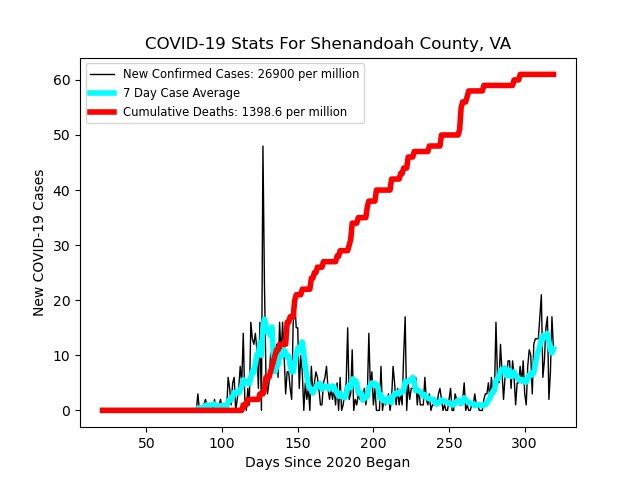 COVID-19 Stats For Shenandoah County, VA
New Confirmed Cases: 26900 per million
7 Day Case Average
Cumulative Deaths: 1398.6 per million
New COVID-19 Cases
60
50
40
30
20
10
0
50 100 150 200 250 300
Days Since 2020 Began